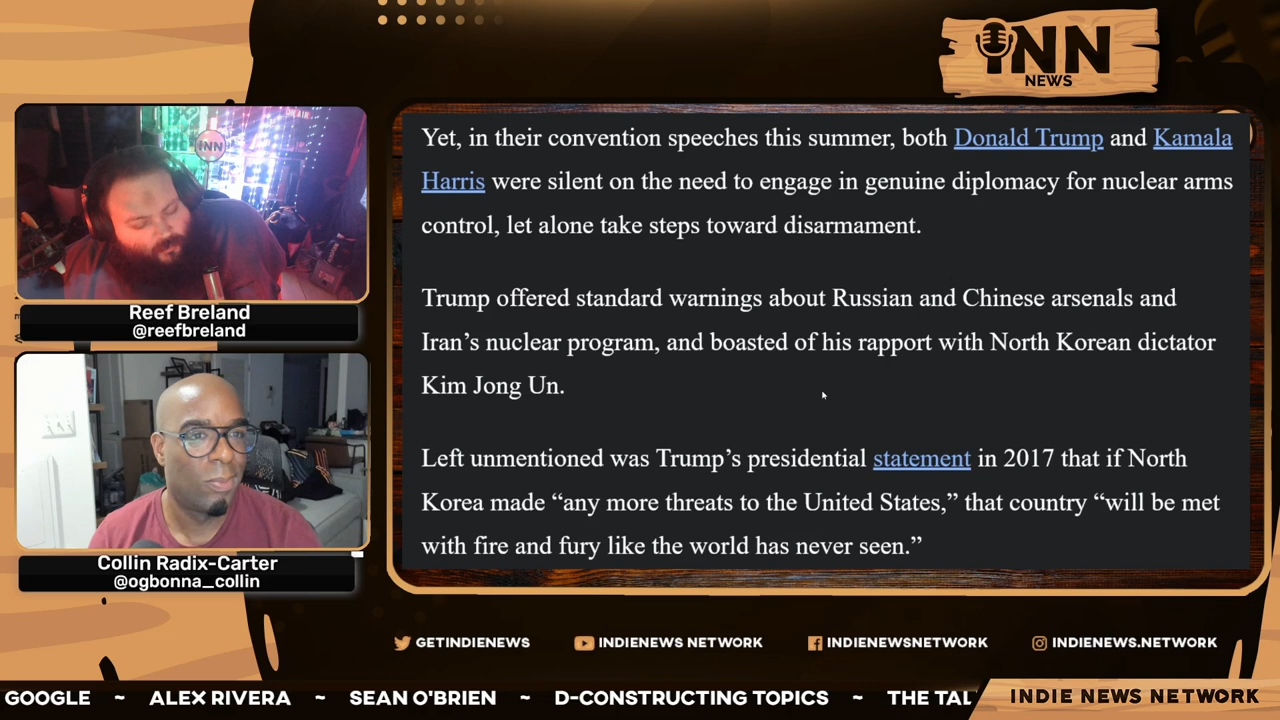 iNN
NEWS
Yet, in their convention speeches this summer, both Donald Trump and Kamala
Harris were silent on the need to engage in genuine diplomacy for nuclear arms
control, let alone take steps toward disarmament.
Trump offered standard warnings about Russian and Chinese arsenals and
Iran’s nuclear program, and boasted of his rapport with North Korean dictator
Kim Jong Un.
Left unmentioned was Trump’s presidential statement in 2017 that if North
Korea made “any more threats to the United States,” that country “will be met
with fire and fury like the world has never seen.”
iNN
Reef Breland
@reefbreland
Collin Radix-Carter
@ogbonna_collin
GETINDIENEWS
INDIENEWS NETWORK
INDIENEWSNETWORK
INDIENEWS.NETWORK
GOOGLE ~ ALEX RIVERA ~ SEAN O'BRIEN ~ D-CONSTRUCTING TOPICS ~ THE TAL
INDIE NEWS NETWORK